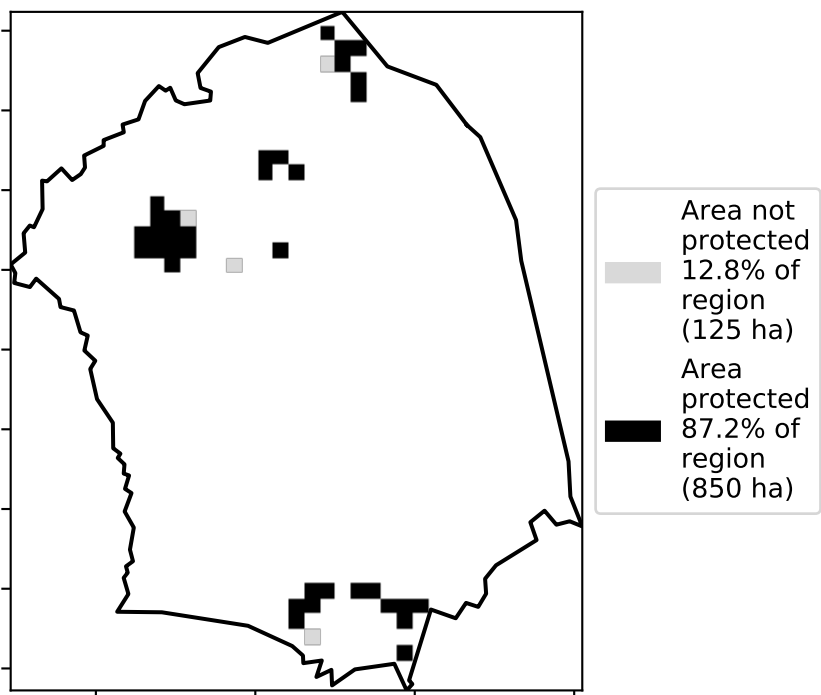 Area not
protected
12.8% of
region
(125 ha)
Area
protected
87.2% of
region
(850 ha)